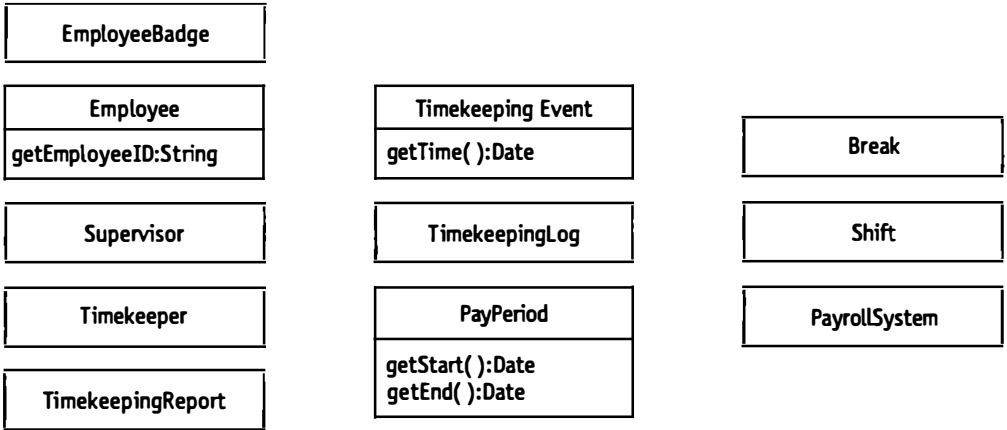 EmployeeBadge
Employee
getEmployeeID:String
Supervisor
Timekeeper
TimekeepingReport
Timekeeping Event
getTime( ):Date
TimekeepingLog
PayPeriod
getStart( ):Date
getEnd( ):Date
Break
Shift
PayrollSystem